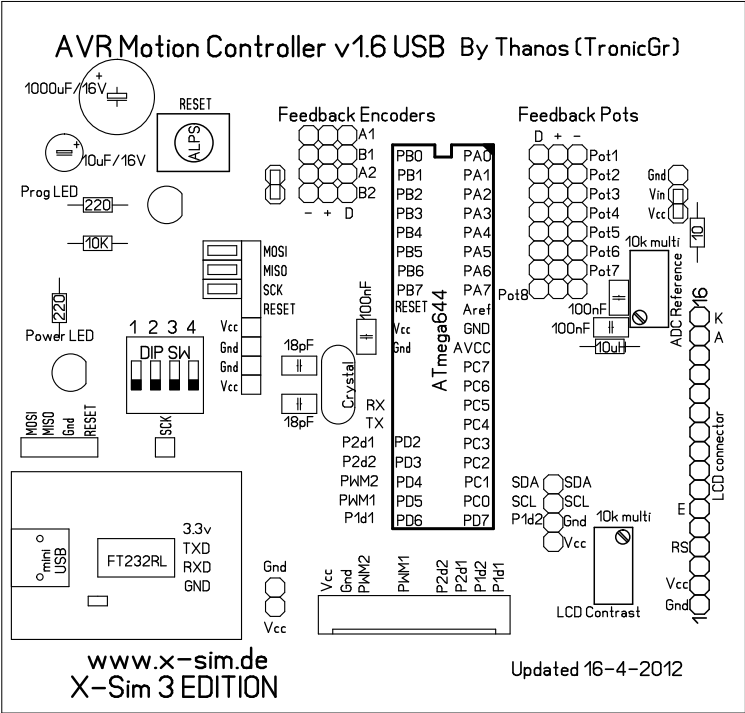 AVR Motion Controller v1.6 USB By Thanos (TronicGr)
1000uF/16V
+
RESET
ALPS
10uF/16V
+
Prog LED
220
10K
220
Power LED
Feedback Encoders
A1
B1
A2
B2
- + D
Feedback Pots
D + -
Pot1
Pot2
Pot3
Pot4
Pot5
Pot6
Pot7
Pot8
Gnd
Vin
Vcc
10
10k multi
ADC Reference
100nF
100nF
10uH
PB0 PA0
PB1 PA1
PB2 PA2
PB3 PA3
PB4 PA4
PB5 PA5
PB6 PA6
PB7 PA7
RESET Aref
Vcc GND
Gnd AVCC
PC7
PC6
PC5
PC4
PD2 PC3
PD3 PC2
PD4 PC1
PD5 PC0
PD6 PD7
ATmega644
MOSI
MISO
SCK
RESET
Vcc
Gnd
Gnd
Vcc
100nF
18pF
18pF
Crystal
RX
TX
P2d1
P2d2
PWM2
PWM1
P1d1
1 2 3 4
DIP SW
MOSI
MISO
Gnd
RESET
SCK
mini
USB
FT232RL
3.3v
TXD
RXD
GND
Gnd
Vcc
Vcc
Gnd
PWM2
PWM1
P2d2
P2d1
P1d2
P1d1
SDA SDA
SCL SCL
P1d2 Gnd
Vcc
10k multi
LCD Contrast
16
K
A
LCD connector
E
RS
Vcc
Gnd
1
www.x-sim.de
X-Sim 3 EDITION
Updated 16-4-2012